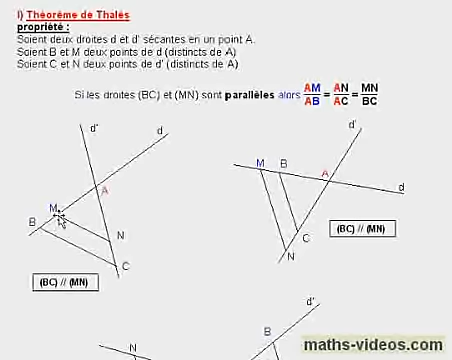 I) Théorème de Thalès
propriété :
Soient deux droites d et d' sécantes en un point A.
Soient B et M deux points de d (distincts de A)
Soient C et N deux points de d' (distincts de A)
Si les droites (BC) et (MN) sont parallèles alors AM/AB = AN/AC = MN/BC
d'
d
A
M
B
N
C
(BC) // (MN)
d'
M
B
A
d
C
N
(BC) // (MN)
N
d'
B
maths-videos.com